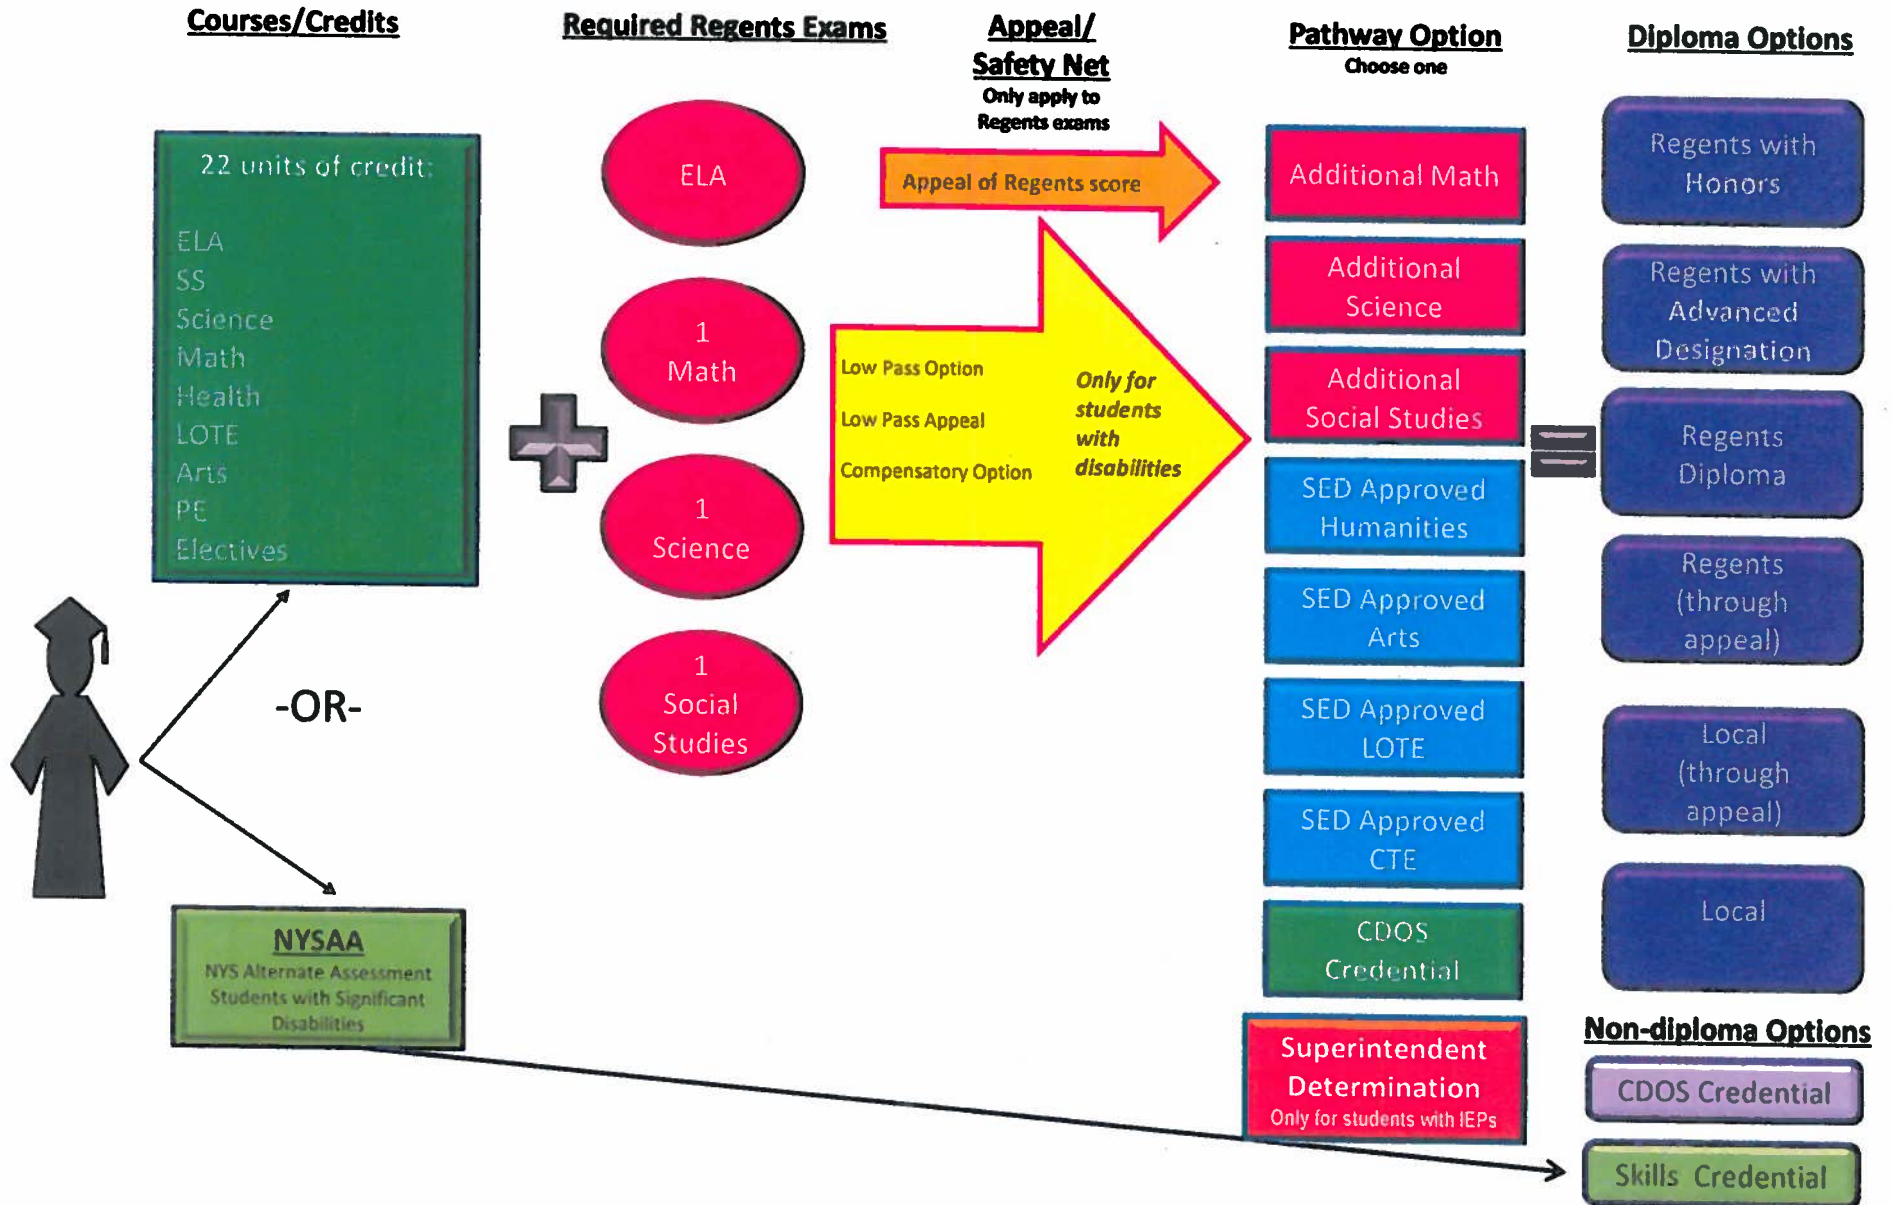 Courses/Credits
22 units of credit:
ELA
SS
Science
Math
Health
LOTE
Arts
PE
Electives
-OR-
NYSAA
NYS Alternate Assessment
Students with Significant
Disabilities
Required Regents Exams
ELA
1
Math
1
Science
1
Social
Studies
Appeal/
Safety Net
Only apply to
Regents exams
Appeal of Regents score
Low Pass Option
Low Pass Appeal
Compensatory Option
Only for
students
with
disabilities
Pathway Option
Choose one
Additional Math
Additional
Science
Additional
Social Studies
SED Approved
Humanities
SED Approved
Arts
SED Approved
LOTE
SED Approved
CTE
CDOS
Credential
Superintendent
Determination
Only for students with IEPs
Diploma Options
Regents with
Honors
Regents with
Advanced
Designation
Regents
Diploma
Regents
(through
appeal)
Local
(through
appeal)
Local
Non-diploma Options
CDOS Credential
Skills Credential